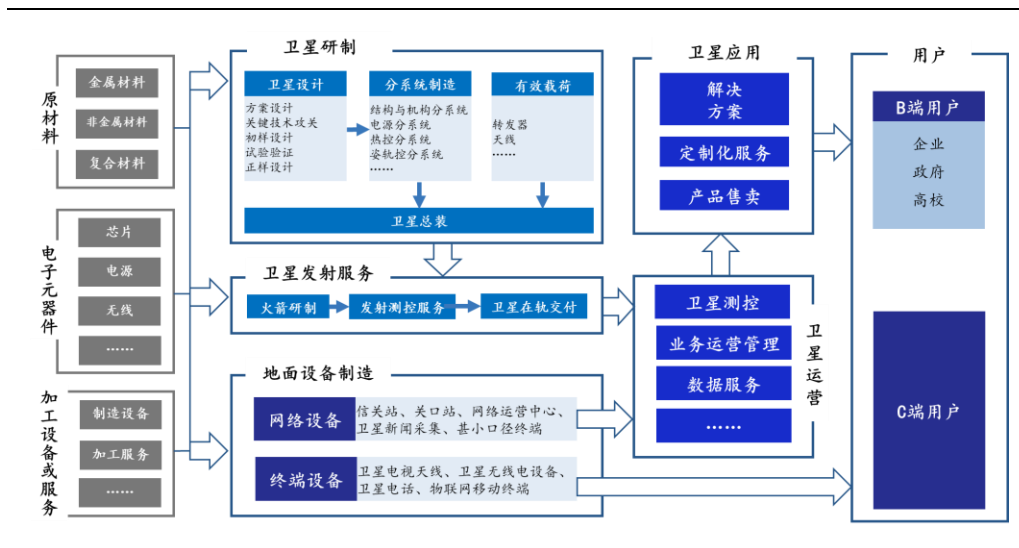 原材料
金属材料
非金属材料
复合材料
电子元器件
芯片
电源
无线
……
加工设备或服务
制造设备
加工服务
……
卫星研制
卫星设计
方案设计
关键技术攻关
初样设计
试验验证
正样设计
分系统制造
结构与机构分系统
电源分系统
热控分系统
姿轨控分系统
……
有效载荷
转发器
天线
……
卫星总装
卫星发射服务
火箭研制
发射测控服务
卫星在轨交付
地面设备制造
网络设备
信关站、关口站、网络运营中心、
卫星新闻采集、甚小口径终端
终端设备
卫星电视天线、卫星无线电设备、
卫星电话、物联网移动终端
卫星应用
解决
方案
定制化服务
产品售卖
卫星运营
卫星测控
业务运营管理
数据服务
……
用户
B端用户
企业
政府
高校
C端用户